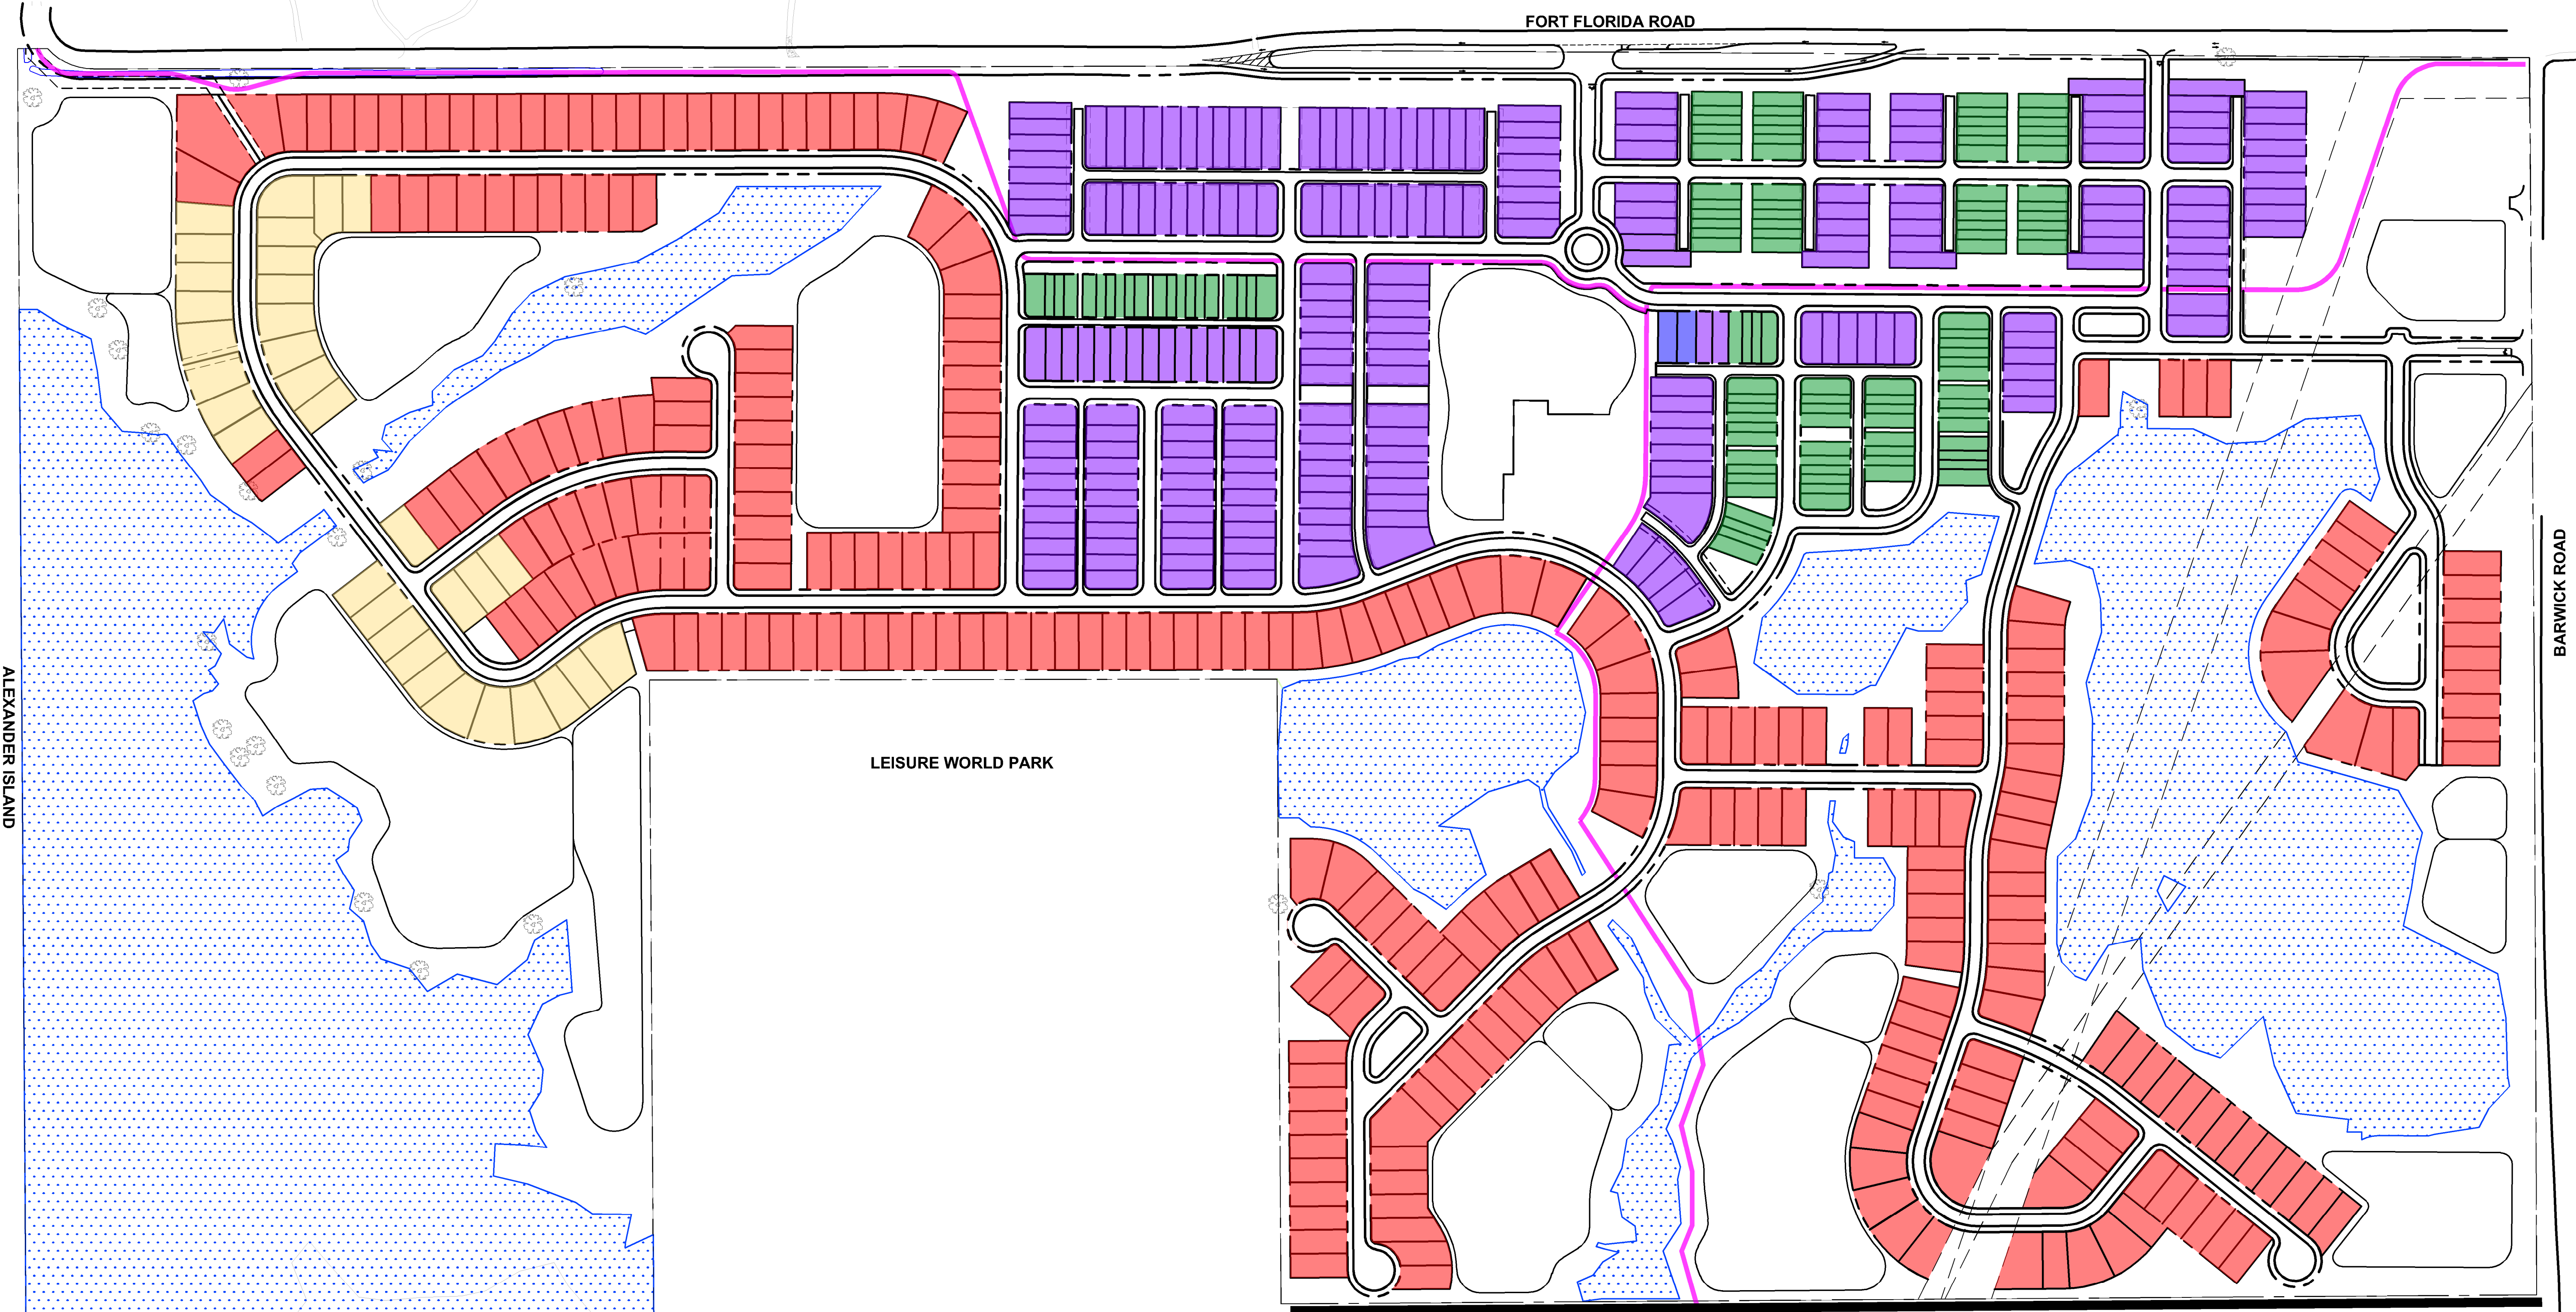 FORT FLORIDA ROAD
BARWICK ROAD
ALEXANDER ISLAND
LEISURE WORLD PARK